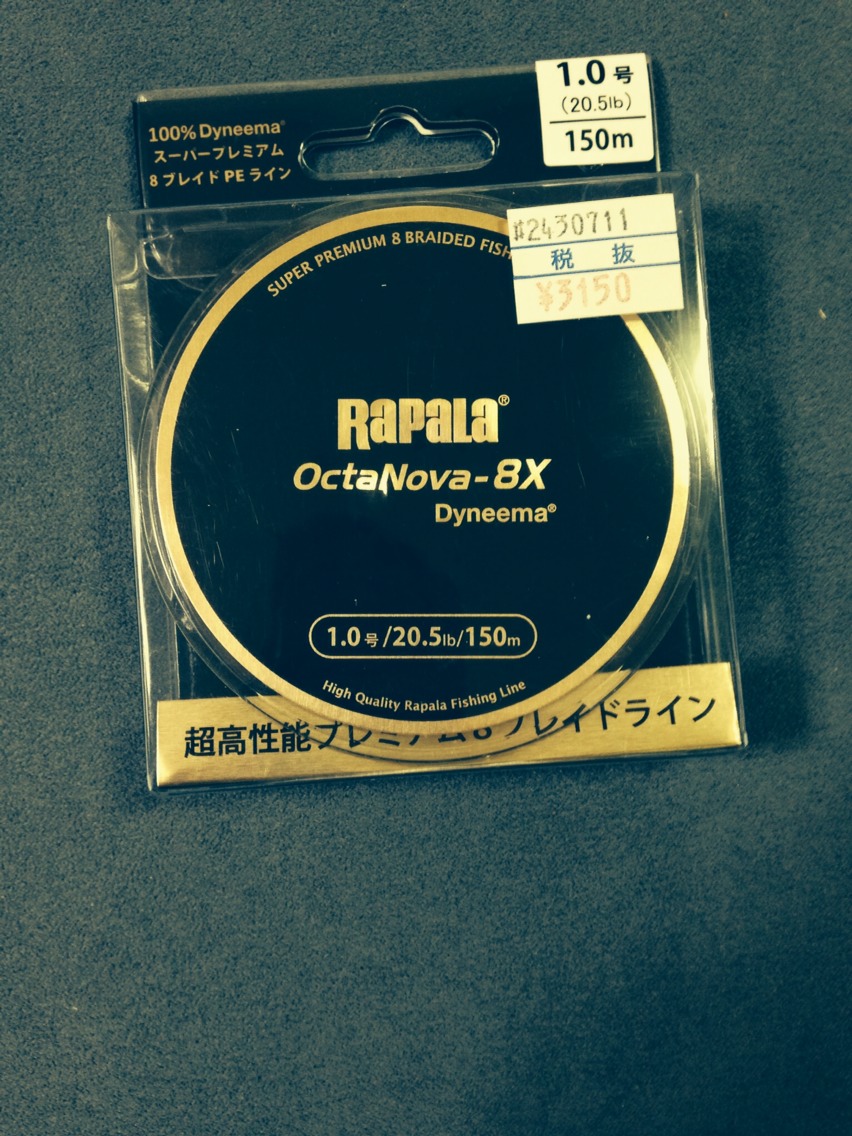 1.0号
(20.5lb)
150m
100%Dyneema®
スーパープレミアム
8ブレイドPEライン
#2430711
税 抜
¥3150
SUPER PREMIUM 8 BRAIDED
RAPALA®
OctaNova-8X
Dyneema®
1.0号/20.5lb/150m
High Quality Rapala Fishing Line
超高性能プレミアム8ブレイドライン